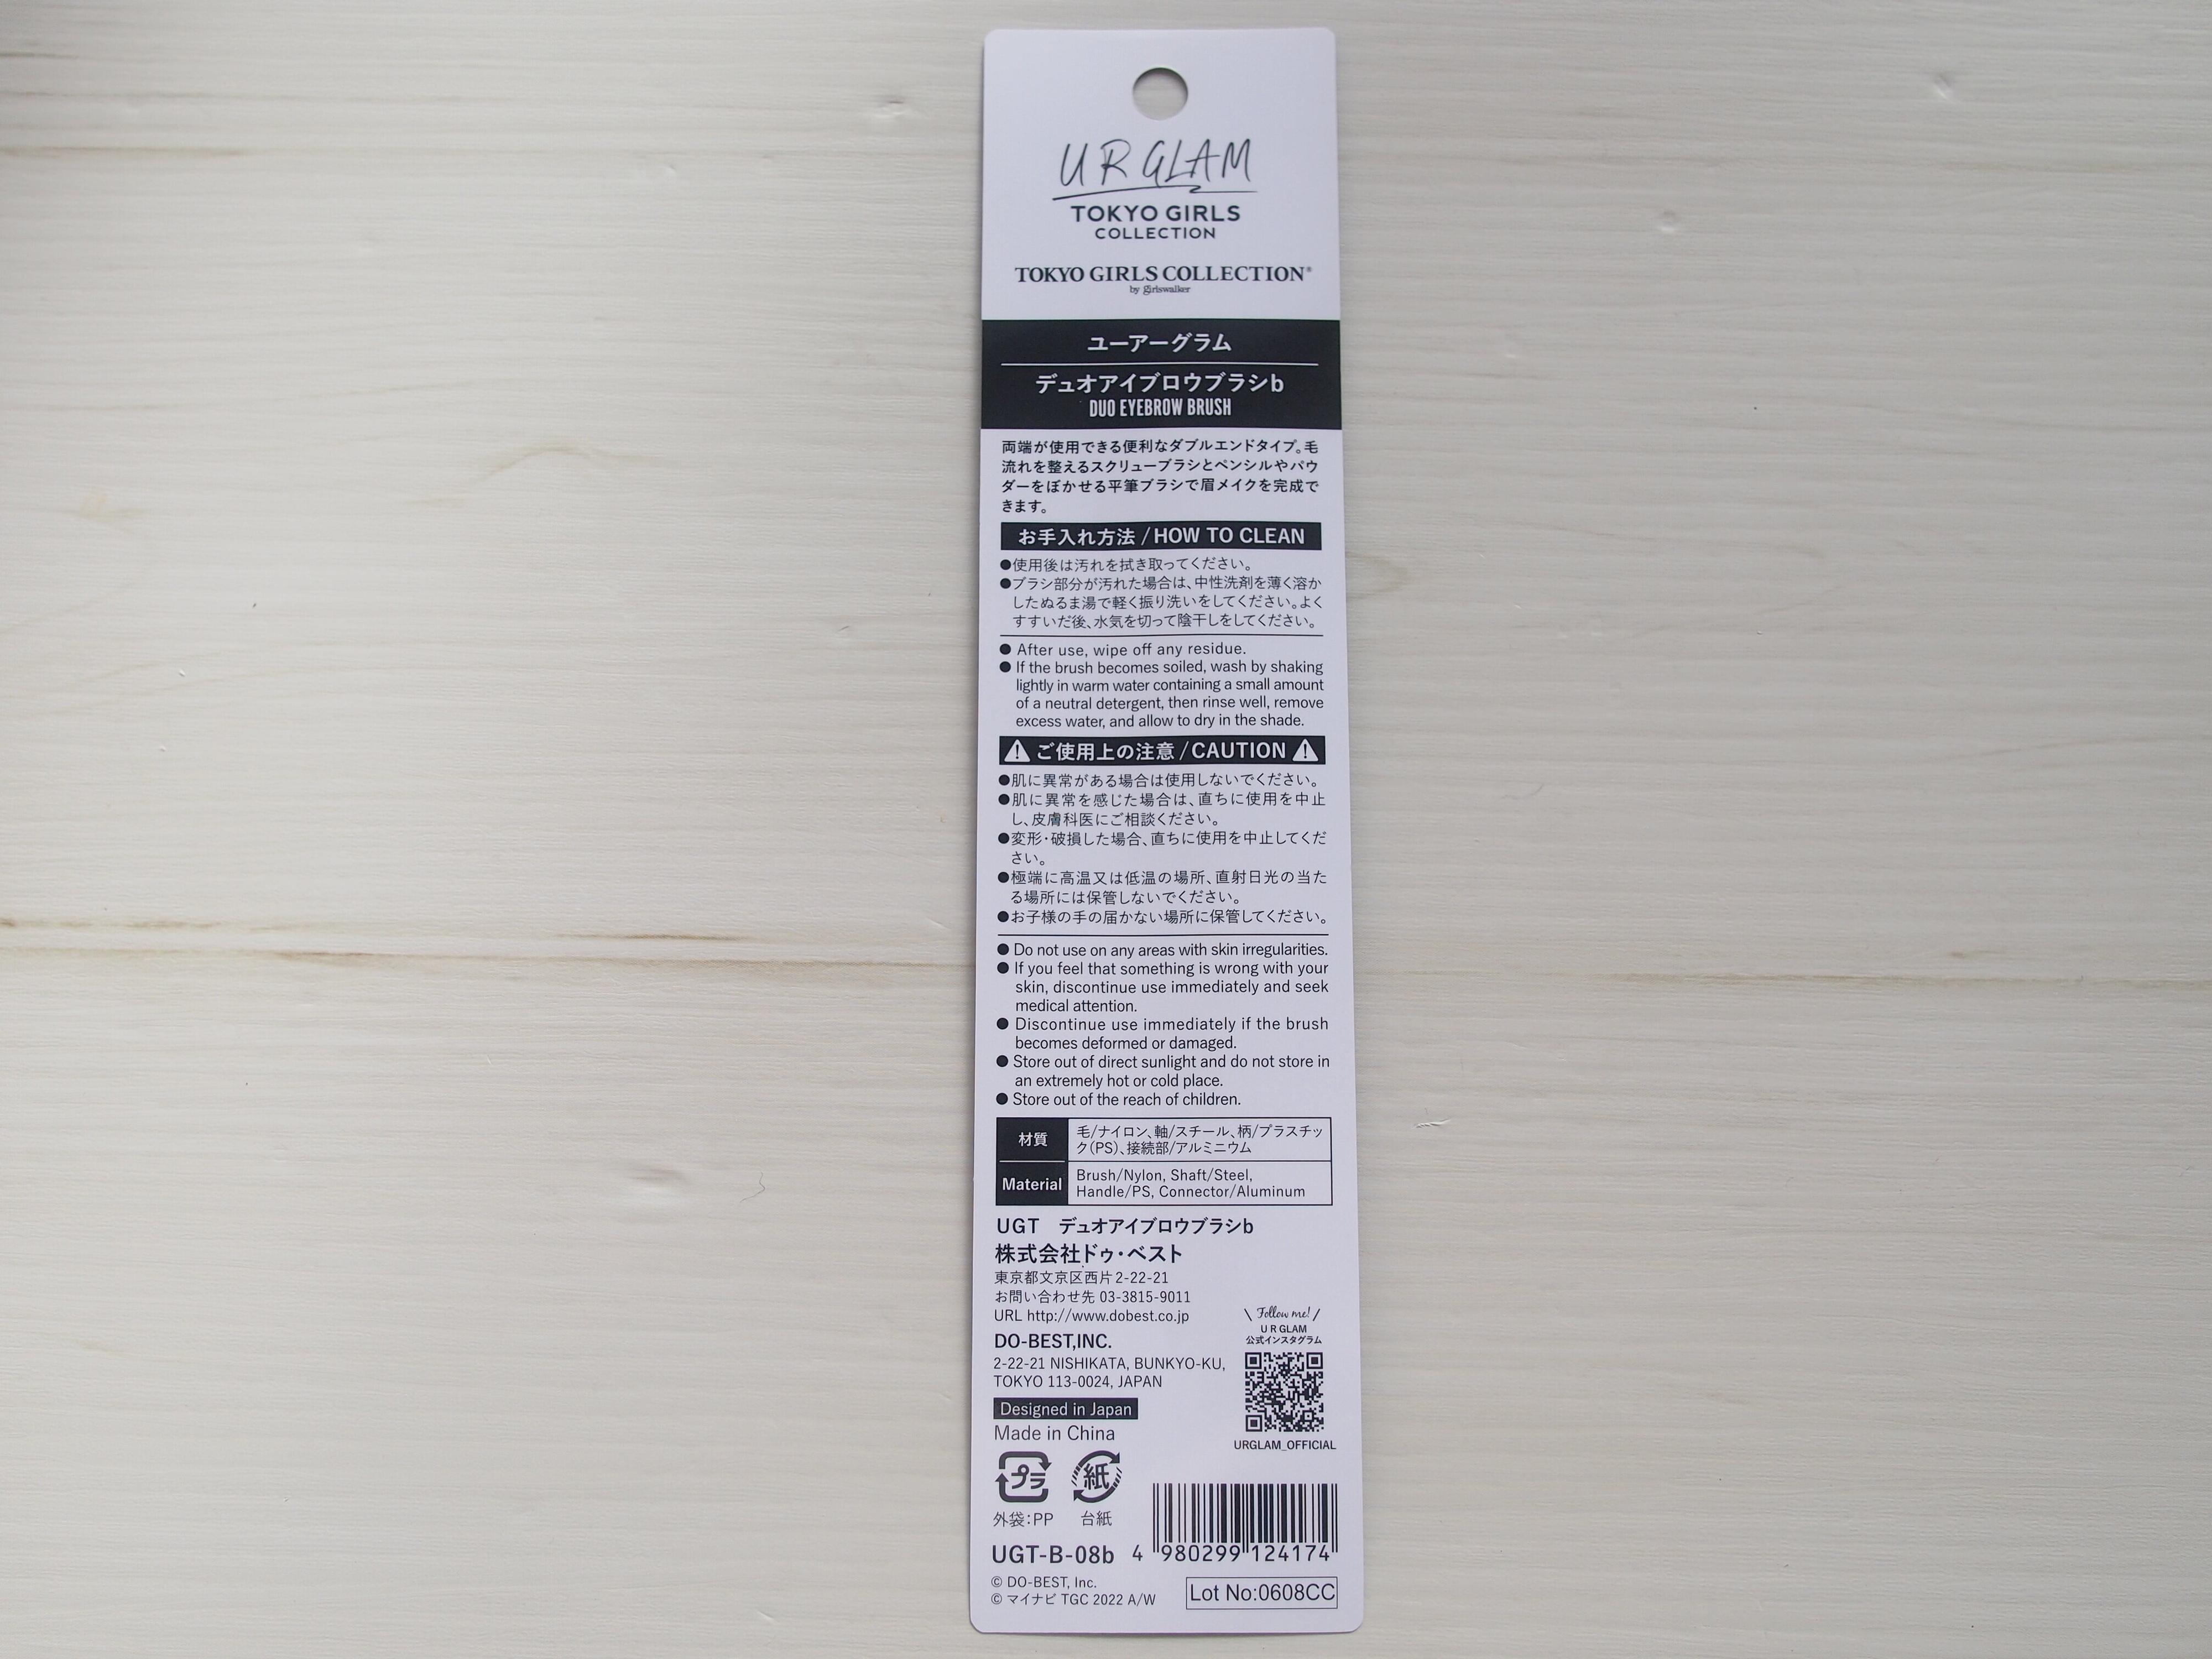 U R GLAM
TOKYO GIRLS
COLLECTION
TOKYO GIRLS COLLECTION®
by girlswalker
ユーアーグラム
デュオアイブロウブラシb
DUO EYEBROW BRUSH
両端が使用できる便利なダブルエンドタイプ。毛
流れを整えるスクリューブラシとペンシルやパウ
ダーをぼかせる平筆ブラシで眉メイクを完成で
きます。
お手入れ方法 / HOW TO CLEAN
●使用後は汚れを拭き取ってください。
●ブラシ部分が汚れた場合は、中性洗剤を薄く溶か
したぬるま湯で軽く振り洗いをしてください。よく
すすいだ後、水気を切って陰干しをしてください。
● After use, wipe off any residue.
● If the brush becomes soiled, wash by shaking
lightly in warm water containing a small amount
of a neutral detergent, then rinse well, remove
excess water, and allow to dry in the shade.
ご使用上の注意 / CAUTION
●肌に異常がある場合は使用しないでください。
●肌に異常を感じた場合は、直ちに使用を中止
し、皮膚科医にご相談ください。
●変形・破損した場合、直ちに使用を中止してくだ
さい。
●極端に高温又は低温の場所、直射日光の当た
る場所には保管しないでください。
●お子様の手の届かない場所に保管してください。
● Do not use on any areas with skin irregularities.
● If you feel that something is wrong with your
skin, discontinue use immediately and seek
medical attention.
● Discontinue use immediately if the brush
becomes deformed or damaged.
● Store out of direct sunlight and do not store in
an extremely hot or cold place.
● Store out of the reach of children.
材質
毛/ナイロン、軸/スチール、柄/プラスチッ
ク(PS)、接続部/アルミニウム
Material
Brush/Nylon, Shaft/Steel,
Handle/PS, Connector/Aluminum
UGT デュオアイブロウブラシb
株式会社ドゥ・ベスト
東京都文京区西片2-22-21
お問い合わせ先 03-3815-9011
URL http://www.dobest.co.jp
DO-BEST,INC.
2-22-21 NISHIKATA, BUNKYO-KU,
TOKYO 113-0024, JAPAN
\ Follow me! /
U R GLAM
公式インスタグラム
URGLAM_OFFICIAL
Designed in Japan
Made in China
プラ
紙
外袋：PP
台紙
UGT-B-08b
4 980299 124174
© DO-BEST, Inc.
© マイナビ TGC 2022 A/W
Lot No:0608CC